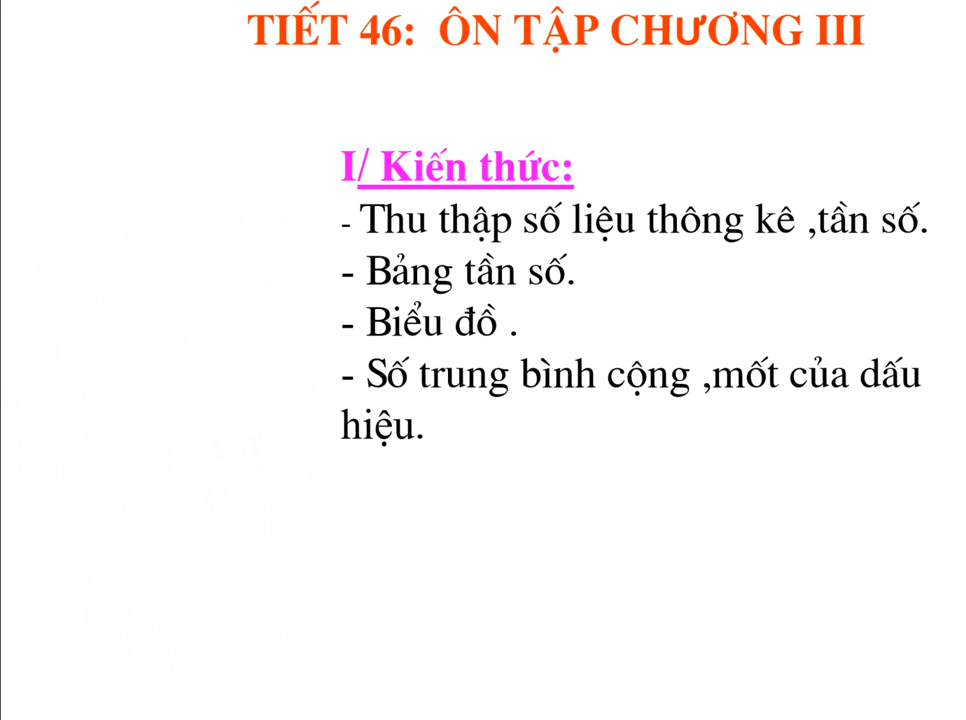 TIẾT 46: ÔN TẬP CHƯƠNG III
I/ Kiến thức:
- Thu thập số liệu thông kê ,tần số.
- Bảng tần số.
- Biểu đồ .
- Số trung bình cộng ,mốt của dấu
hiệu.